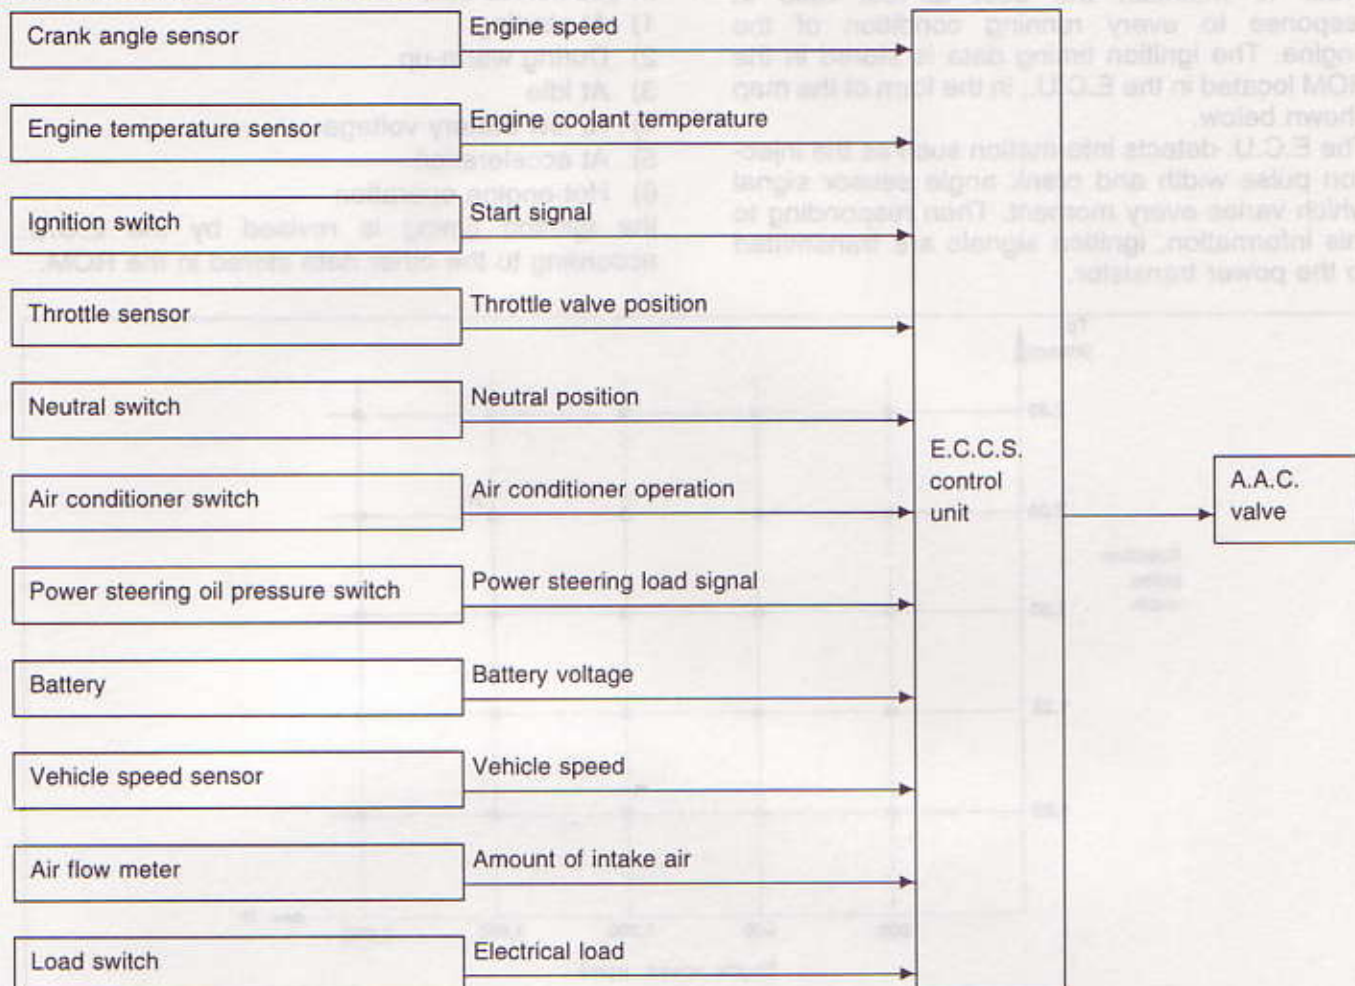 Crank angle sensor
Engine speed
Engine temperature sensor
Engine coolant temperature
Ignition switch
Start signal
Throttle sensor
Throttle valve position
Neutral switch
Neutral position
Air conditioner switch
Air conditioner operation
Power steering oil pressure switch
Power steering load signal
Battery
Battery voltage
Vehicle speed sensor
Vehicle speed
Air flow meter
Amount of intake air
Load switch
Electrical load
E.C.C.S.
control
unit
A.A.C.
valve